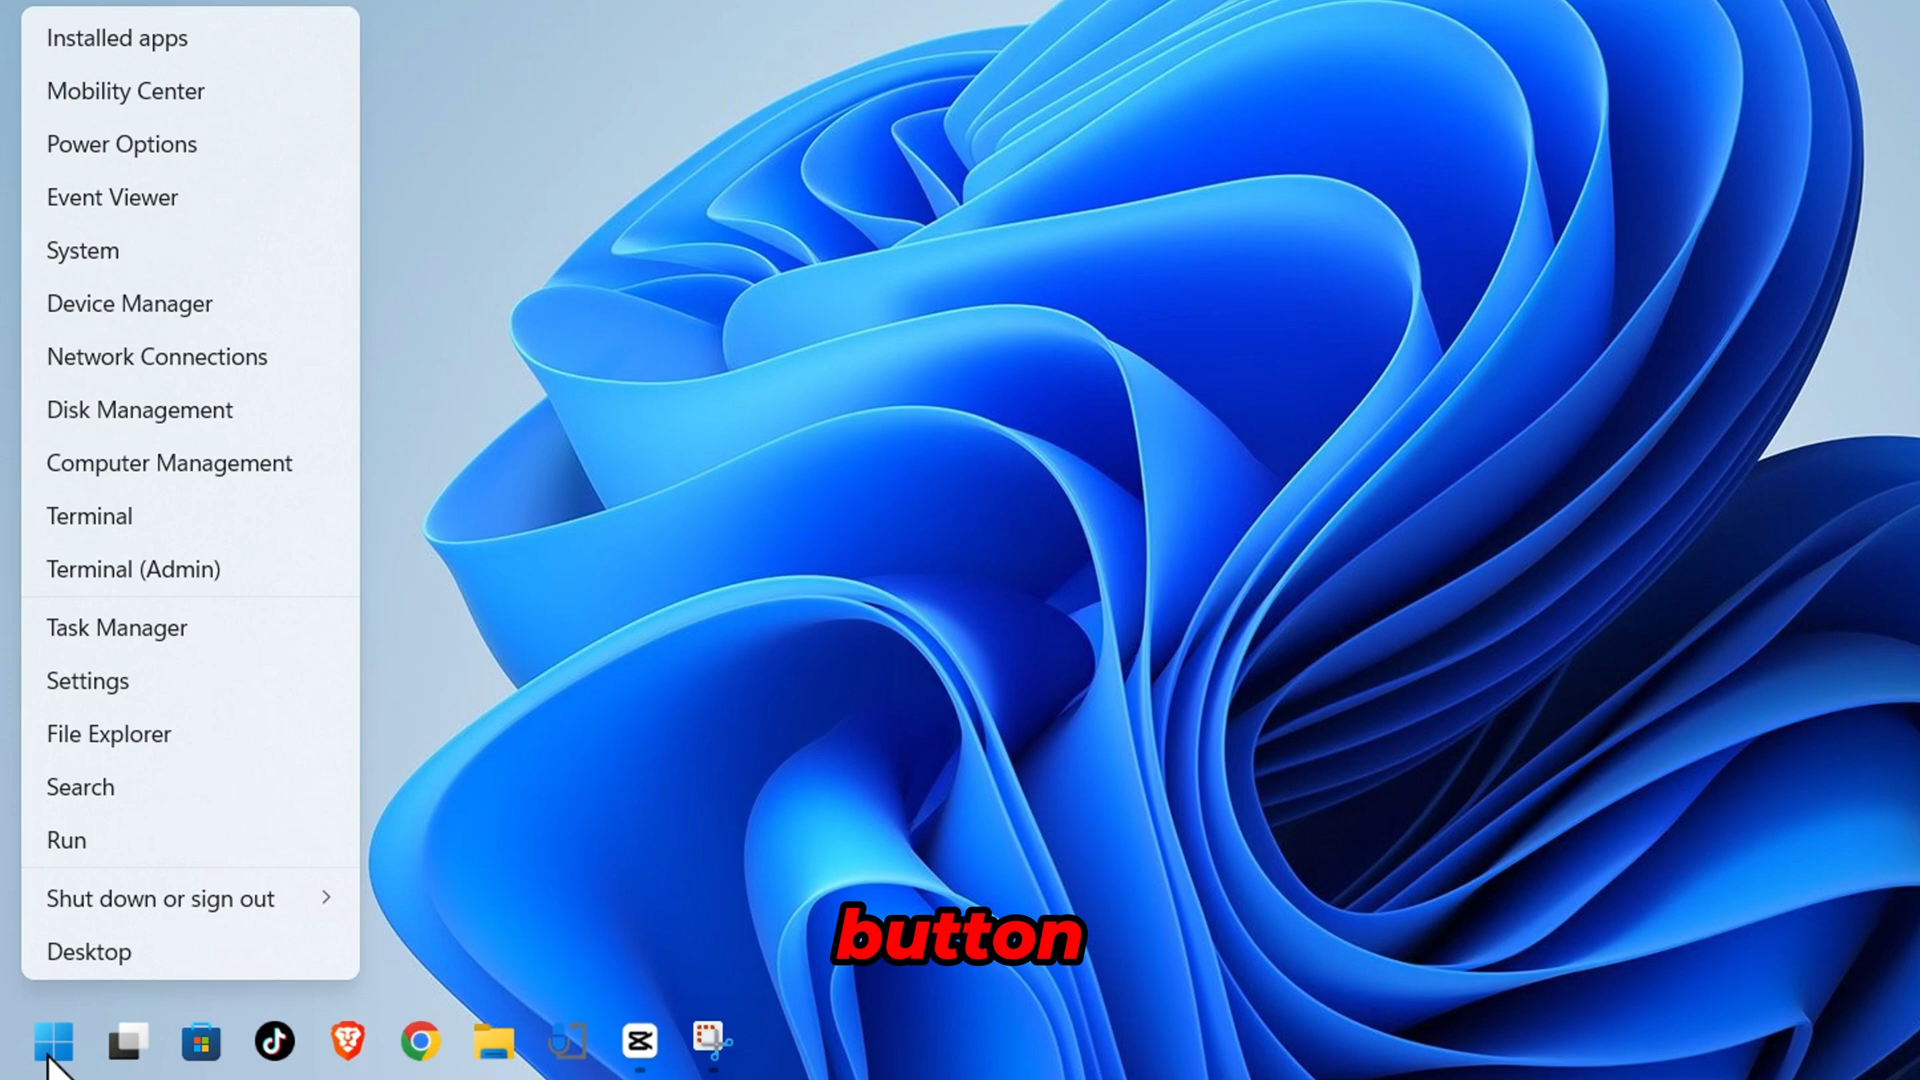 Installed apps
Mobility Center
Power Options
Event Viewer
System
Device Manager
Network Connections
Disk Management
Computer Management
Terminal
Terminal (Admin)
Task Manager
Settings
File Explorer
Search
Run
Shut down or sign out
Desktop
button